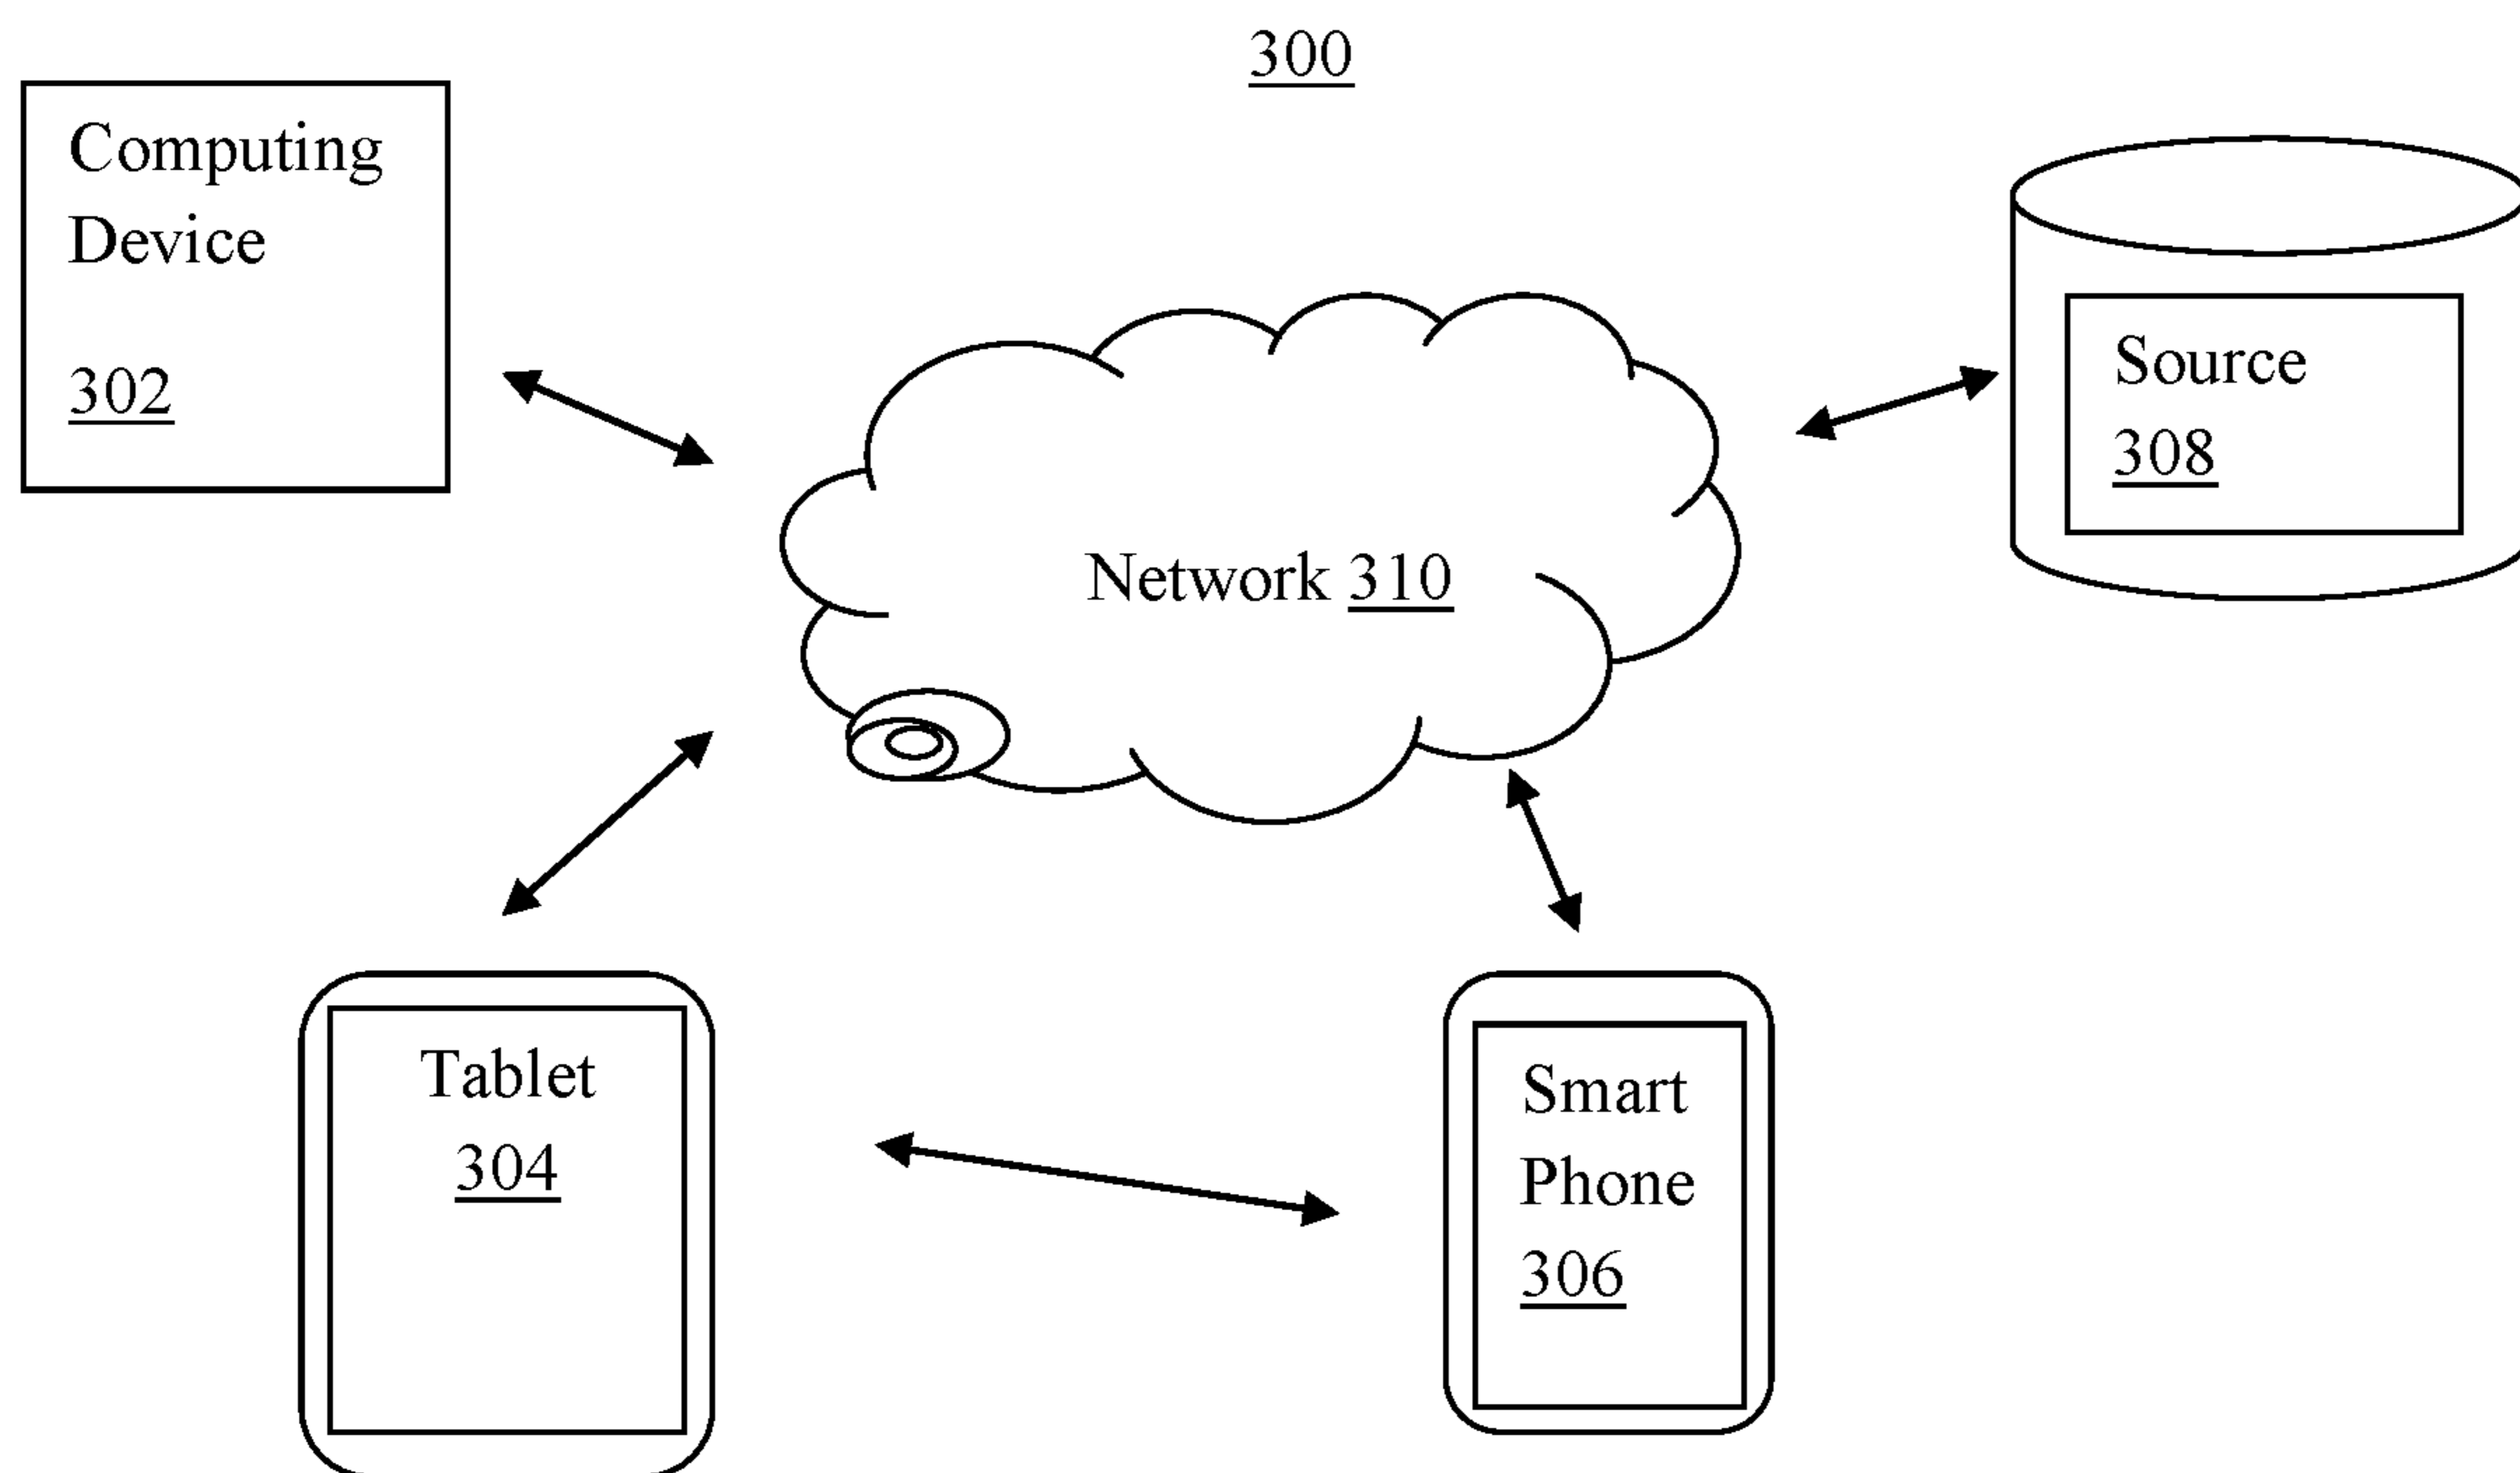 300
Computing
Device
302
Source
308
Network 310
Tablet
304
Smart
Phone
306